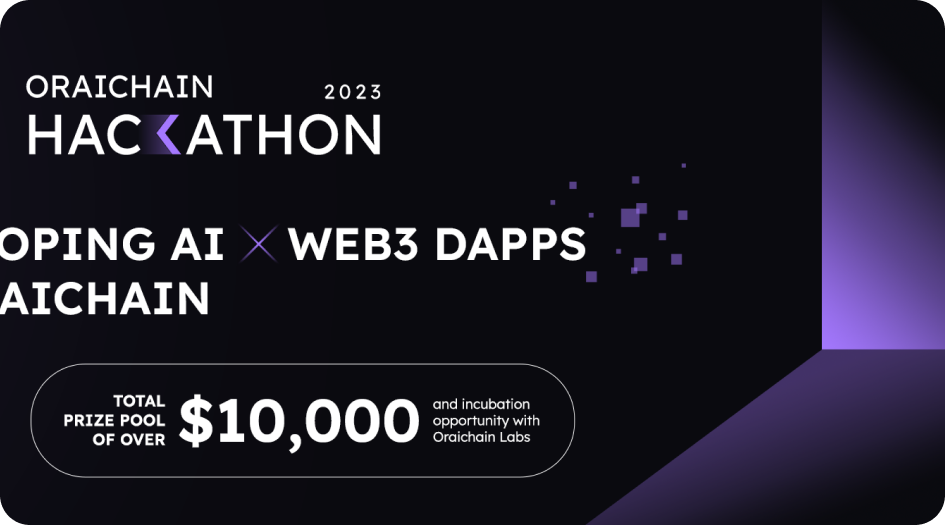 ORAICHAIN
2023
HACKATHON
OPING AI X WEB3 DAPPS
AICHAIN
TOTAL
PRIZE POOL
OF OVER
$10,000
and incubation
opportunity with
Oraichain Labs